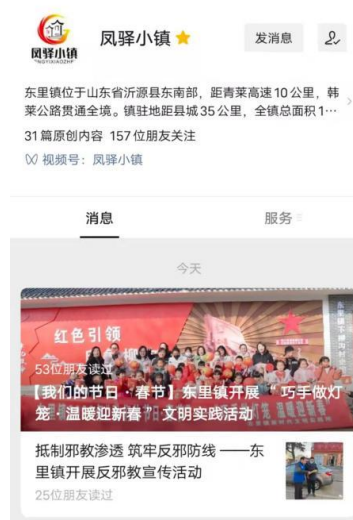 凤驿小镇
发消息
凤驿小镇
东里镇位于山东省沂源县东南部，距青莱高速10公里，韩
莱公路贯通全境。镇驻地距县城35公里，全镇总面积1…
31篇原创内容 157位朋友关注
视频号：凤驿小镇
消息
服务
今天
红色引领
53位朋友读过
【我们的节日·春节】东里镇开展“巧手做灯
笼·温暖迎新春”文明实践活动
抵制邪教渗透 筑牢反邪防线 ——东
里镇开展反邪教宣传活动
25位朋友读过